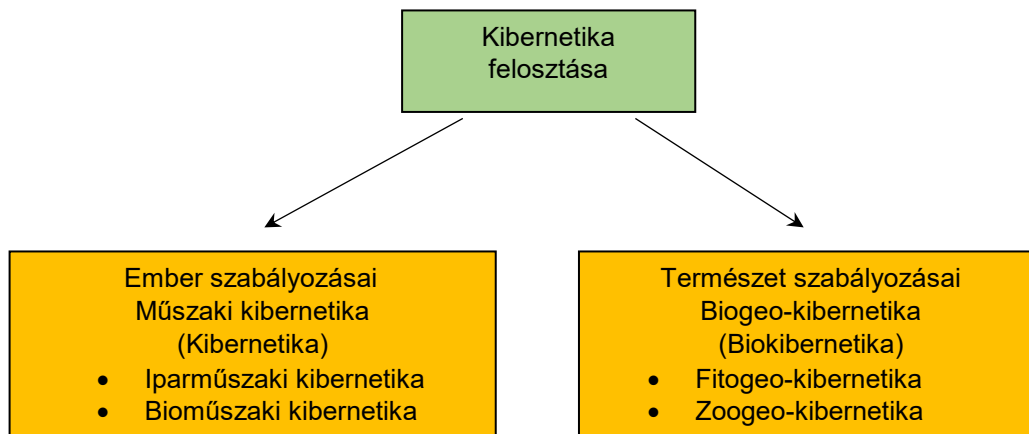 Kibernetika
felosztása
Ember szabályozásai
Műszaki kibernetika
(Kibernetika)
• Iparműszaki kibernetika
• Bioműszaki kibernetika
Természet szabályozásai
Biogeo-kibernetika
(Biokibernetika)
• Fitogeo-kibernetika
• Zoogeo-kibernetika